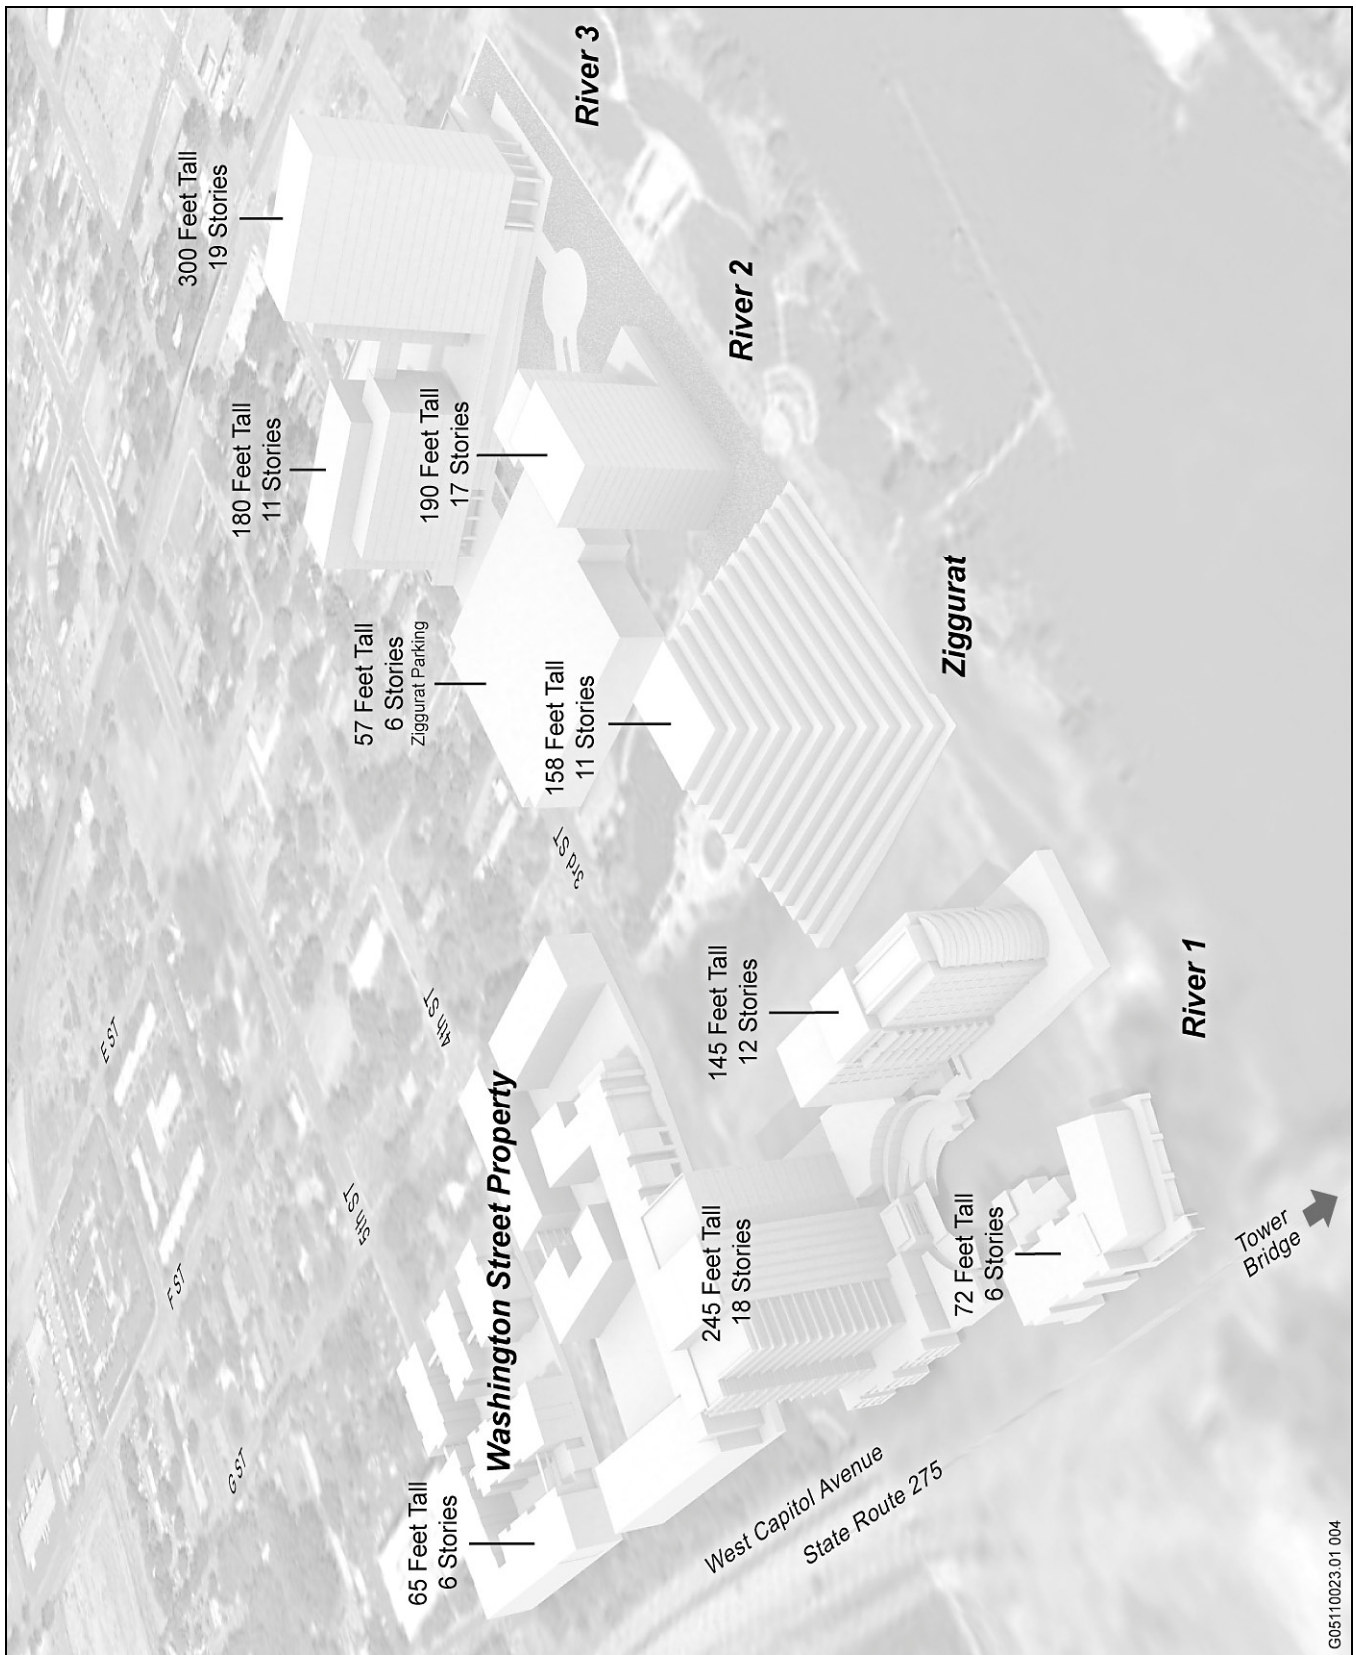 300 Feet Tall
19 Stories
River 3
180 Feet Tall
11 Stories
190 Feet Tall
17 Stories
River 2
57 Feet Tall
6 Stories
Ziggurat Parking
158 Feet Tall
11 Stories
Ziggurat
3rd ST
4th ST
E ST
5th ST
F ST
G ST
Washington Street Property
145 Feet Tall
12 Stories
River 1
245 Feet Tall
18 Stories
72 Feet Tall
6 Stories
65 Feet Tall
6 Stories
Tower
Bridge
West Capitol Avenue
State Route 275
G05110023.01 004